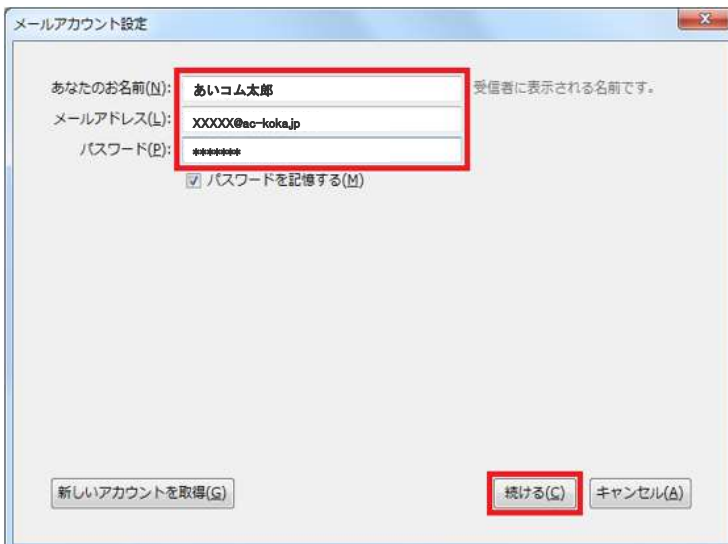 メールアカウント設定
あなたのお名前(N): あいコム太郎 受信者に表示される名前です。
メールアドレス(L): XXXXX@ac-koka.jp
パスワード(P): *******
パスワードを記憶する(M)
新しいアカウントを取得(G) 続ける(C) キャンセル(A)